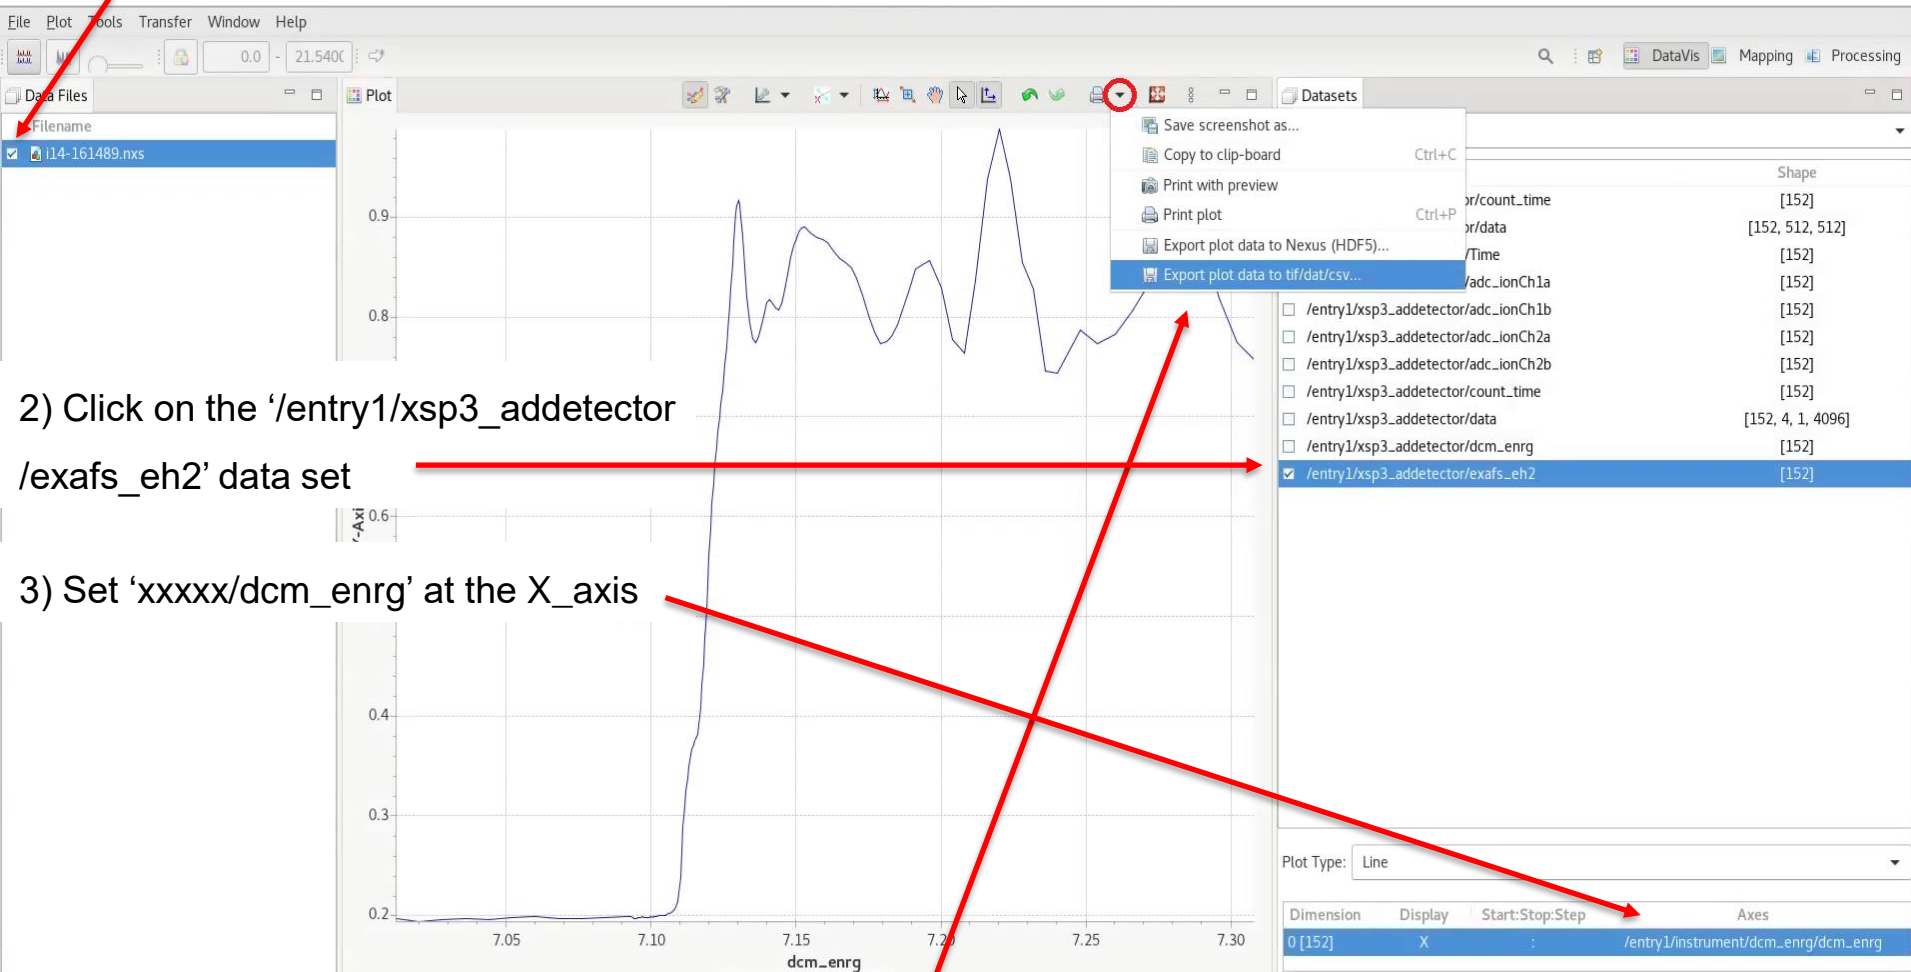 File Plot Tools Transfer Window Help
0.0 - 21.540
DataVis Mapping Processing
Data Files
Plot
Datasets
Filename
i14-161489.nxs
Save screenshot as...
Copy to clip-board Ctrl+C
Print with preview
Print plot Ctrl+P
Export plot data to Nexus (HDF5)...
Export plot data to tif/dat/csv...
Shape
/count_time [152]
/data [152, 512, 512]
/Time [152]
/adc_ionCh1a [152]
/entry1/xsp3_addetector/adc_ionCh1b [152]
/entry1/xsp3_addetector/adc_ionCh2a [152]
/entry1/xsp3_addetector/adc_ionCh2b [152]
/entry1/xsp3_addetector/count_time [152]
/entry1/xsp3_addetector/data [152, 4, 1, 4096]
/entry1/xsp3_addetector/dcm_enrg [152]
/entry1/xsp3_addetector/exafs_eh2 [152]
0.9
0.8
2) Click on the ‘/entry1/xsp3_addetector
/exafs_eh2’ data set
0.6
Y-Axi
3) Set ‘xxxxx/dcm_enrg’ at the X_axis
0.4
0.3
0.2
7.05 7.10 7.15 7.20 7.25 7.30
dcm_enrg
Plot Type: Line
Dimension Display Start:Stop:Step Axes
0 [152] X : /entry1/instrument/dcm_enrg/dcm_enrg